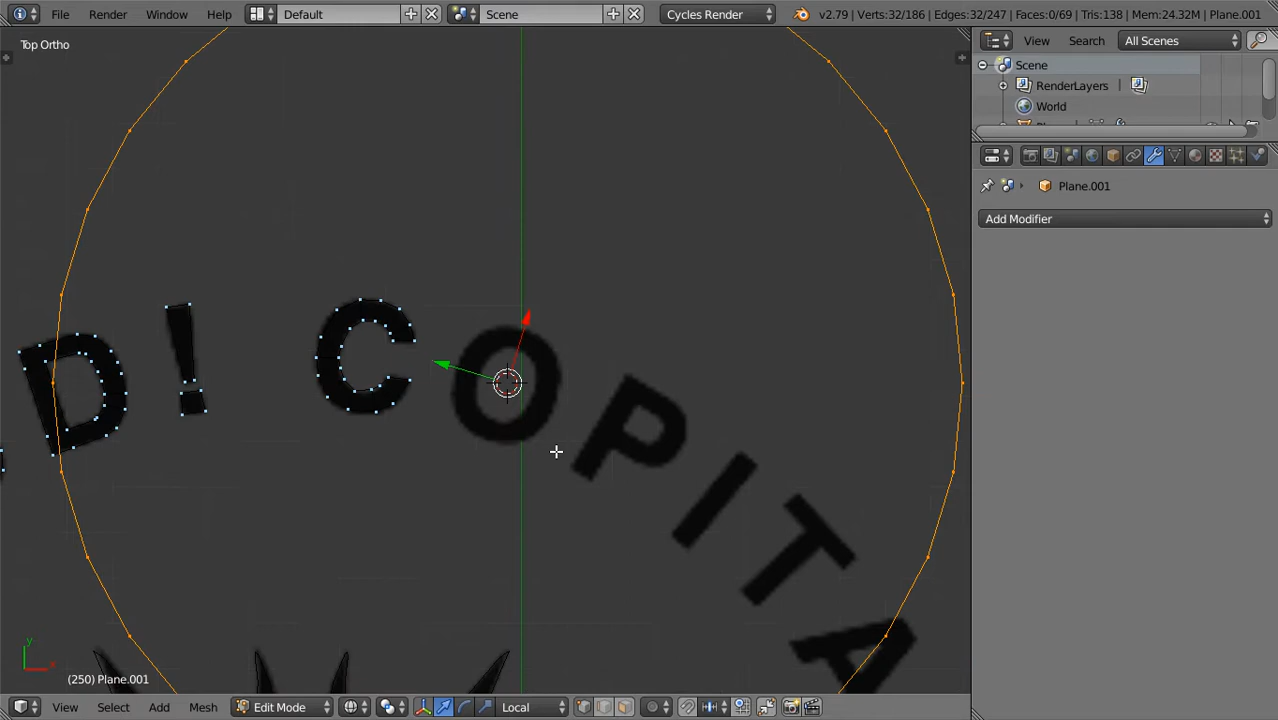 File Render Window Help Default Scene Cycles Render v2.79 | Verts:32/186 | Edges:32/247 | Faces:0/69 | Tris:138 | Mem:24.32M | Plane.001
Top Ortho
View Search All Scenes
Scene
RenderLayers
World
Plane.001
Add Modifier
D! COPITA
y
x
(250) Plane.001
View Select Add Mesh Edit Mode Local